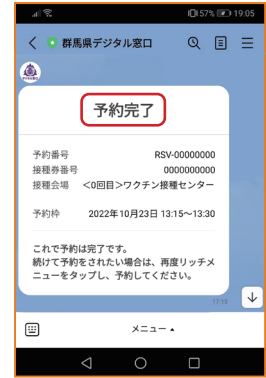 57% 19:05
群馬県デジタル窓口
予約完了
予約番号 RSV-00000000
接種券番号 0000000000
接種会場 <0回目>ワクチン接種センター
予約枠 2022年10月23日 13:15~13:30
これで予約は完了です。
続けて予約をされたい場合は、再度リッチメ
ニューをタップし、予約してください。
17:10
メニュー